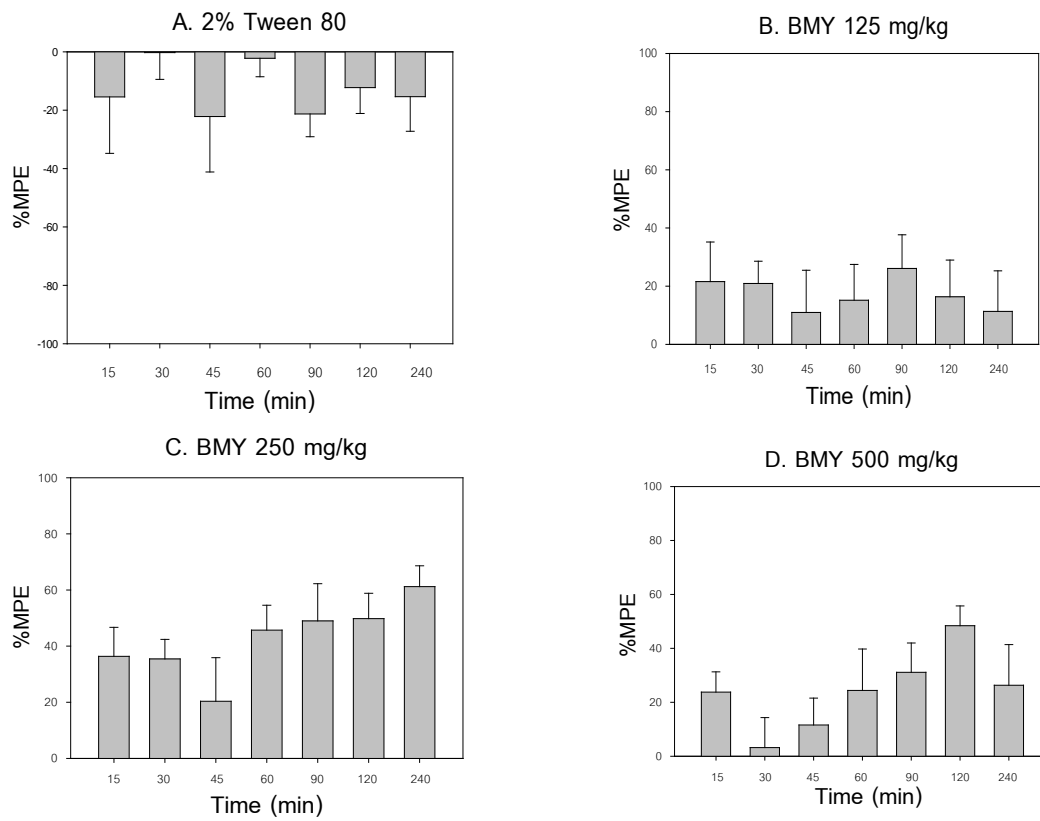 A. 2% Tween 80
%MPE
0
-20
-40
-60
-80
-100
15 30 45 60 90 120 240
Time (min)
B. BMY 125 mg/kg
%MPE
100
80
60
40
20
0
15 30 45 60 90 120 240
Time (min)
C. BMY 250 mg/kg
%MPE
100
80
60
40
20
0
15 30 45 60 90 120 240
Time (min)
D. BMY 500 mg/kg
%MPE
100
80
60
40
20
0
15 30 45 60 90 120 240
Time (min)